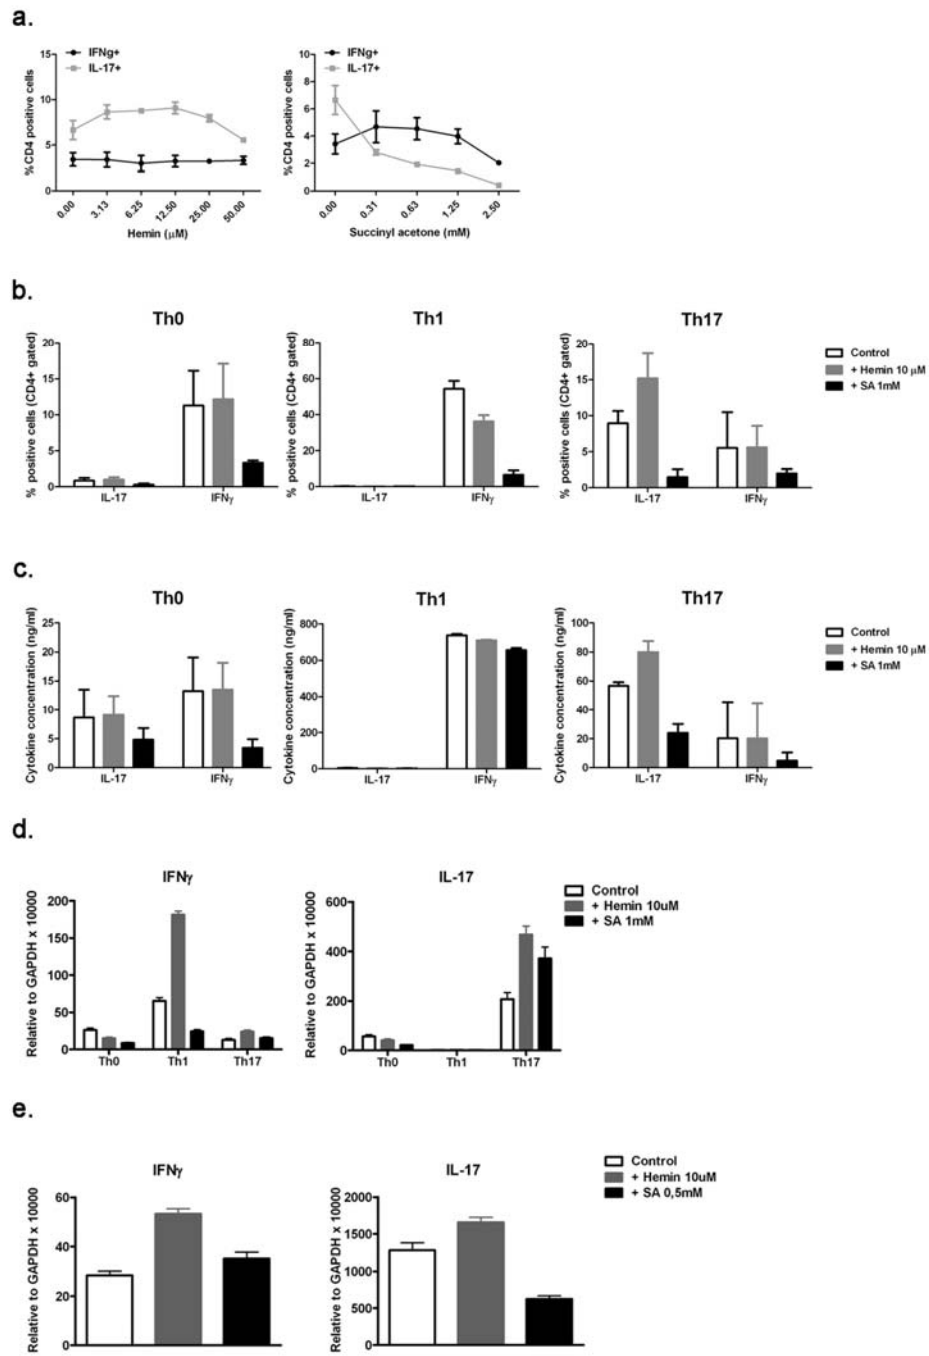 a.
IFNg+
IL-17+
%CD4 positive cells
15
10
5
0
0.00 3.13 6.25 12.50 25.00 50.00
Hemin (μM)
IFNg+
IL-17+
%CD4 positive cells
10
8
6
4
2
0
0.00 0.31 0.63 1.25 2.50
Succinyl acetone (mM)
b.
Th0
% positive cells (CD4+ gated)
20
15
10
5
0
IL-17 IFNγ
Th1
% positive cells (CD4+ gated)
80
60
40
20
0
IL-17 IFNγ
Th17
% positive cells (CD4+ gated)
20
15
10
5
0
IL-17 IFNγ
Control
+ Hemin 10 μM
+ SA 1mM
c.
Th0
Cytokine concentration (ng/ml)
25
20
15
10
5
0
IL-17 IFNγ
Th1
Cytokine concentration (ng/ml)
800
600
400
200
0
IL-17 IFNγ
Th17
Cytokine concentration (ng/ml)
100
80
60
40
20
0
IL-17 IFNγ
Control
+ Hemin 10 μM
+ SA 1mM
d.
IFNγ
Relative to GAPDH x 10000
200
150
100
50
0
Th0 Th1 Th17
IL-17
Relative to GAPDH x 10000
600
400
200
0
Th0 Th1 Th17
Control
+ Hemin 10uM
+ SA 1mM
e.
IFNγ
Relative to GAPDH x 10000
60
40
20
0
IL-17
Relative to GAPDH x 10000
2000
1500
1000
500
0
Control
+ Hemin 10uM
+ SA 0,5mM